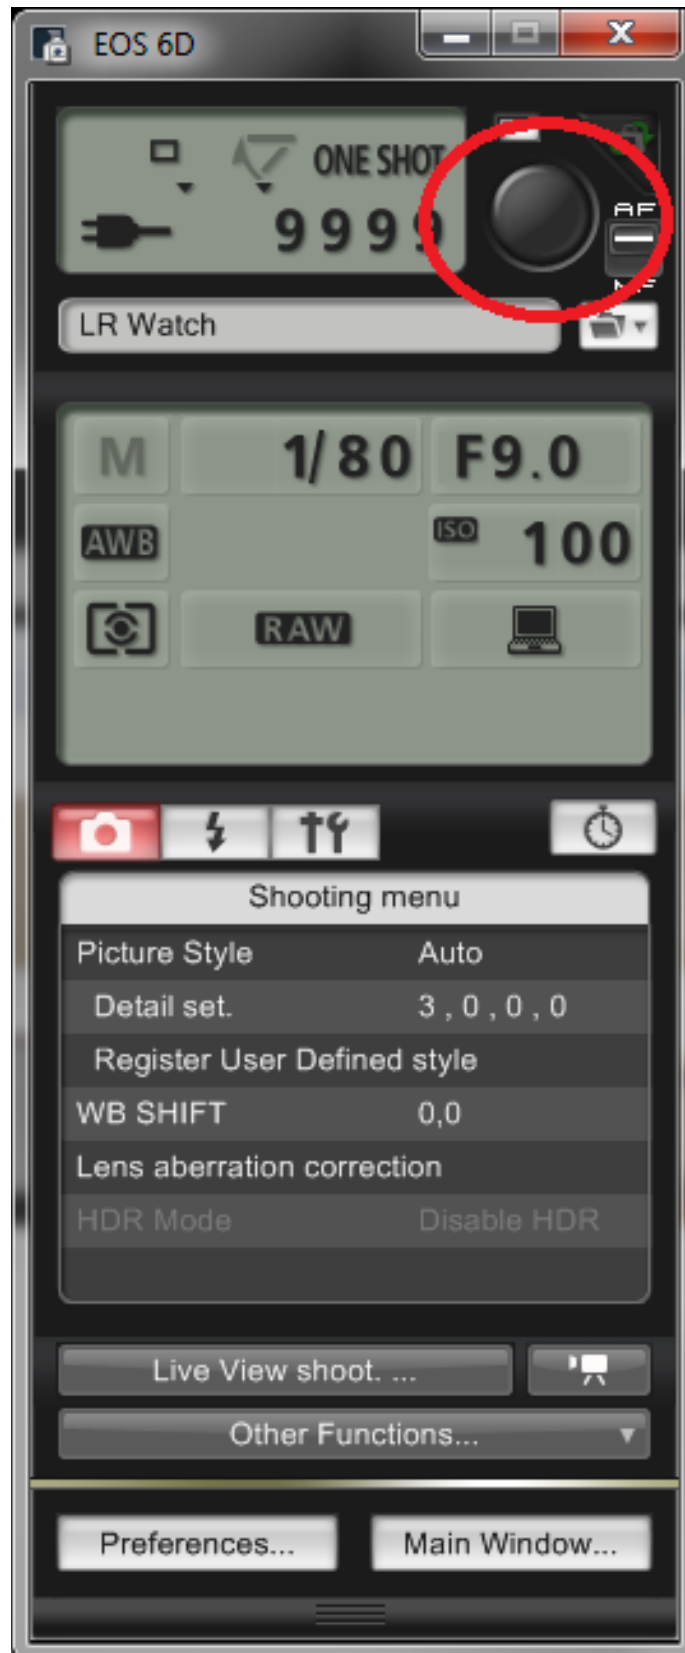 EOS 6D
ONE SHOT
9999
AF
MF
LR Watch
M 1/80 F9.0
AWB ISO 100
RAW
Shooting menu
Picture Style Auto
Detail set. 3 , 0 , 0 , 0
Register User Defined style
WB SHIFT 0,0
Lens aberration correction
HDR Mode Disable HDR
Live View shoot. ...
Other Functions...
Preferences... Main Window...